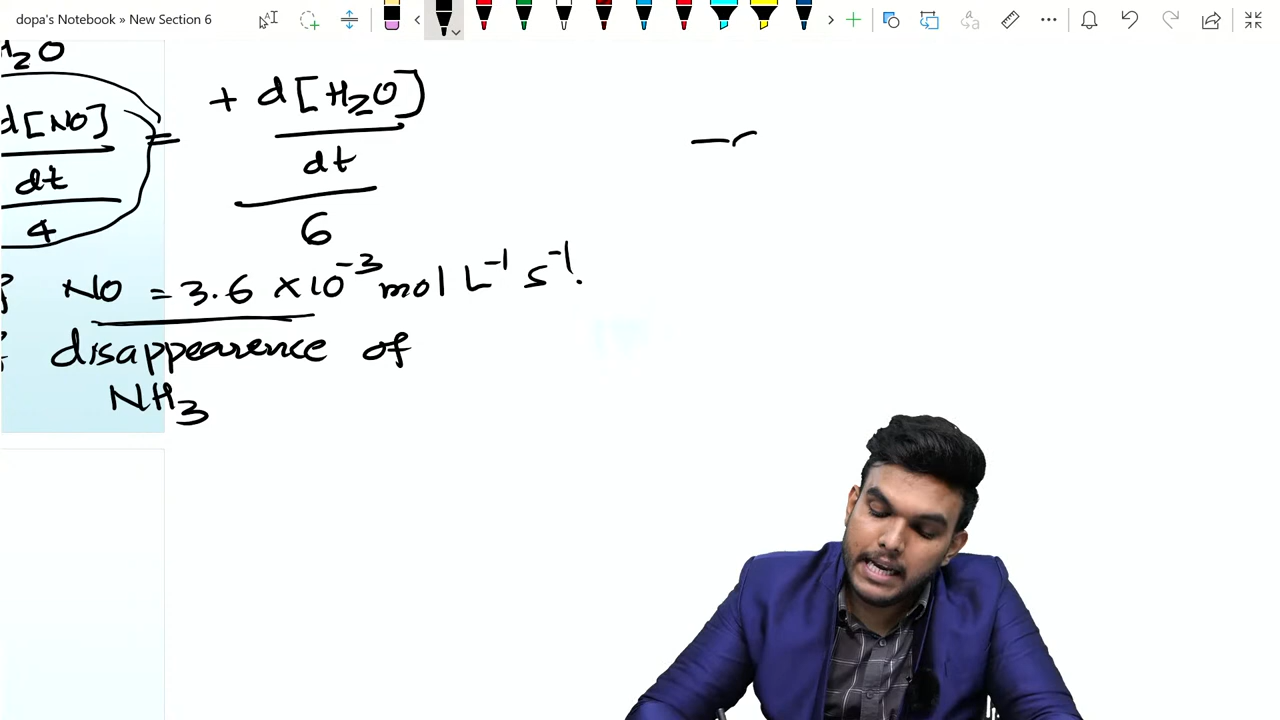 dopa's Notebook » New Section 6
H₂O
+ d[H₂O]
d[NO]
=
dt
dt
4
6
NO = 3.6 × 10⁻³ mol L⁻¹ s⁻¹.
disappearence of
NH₃